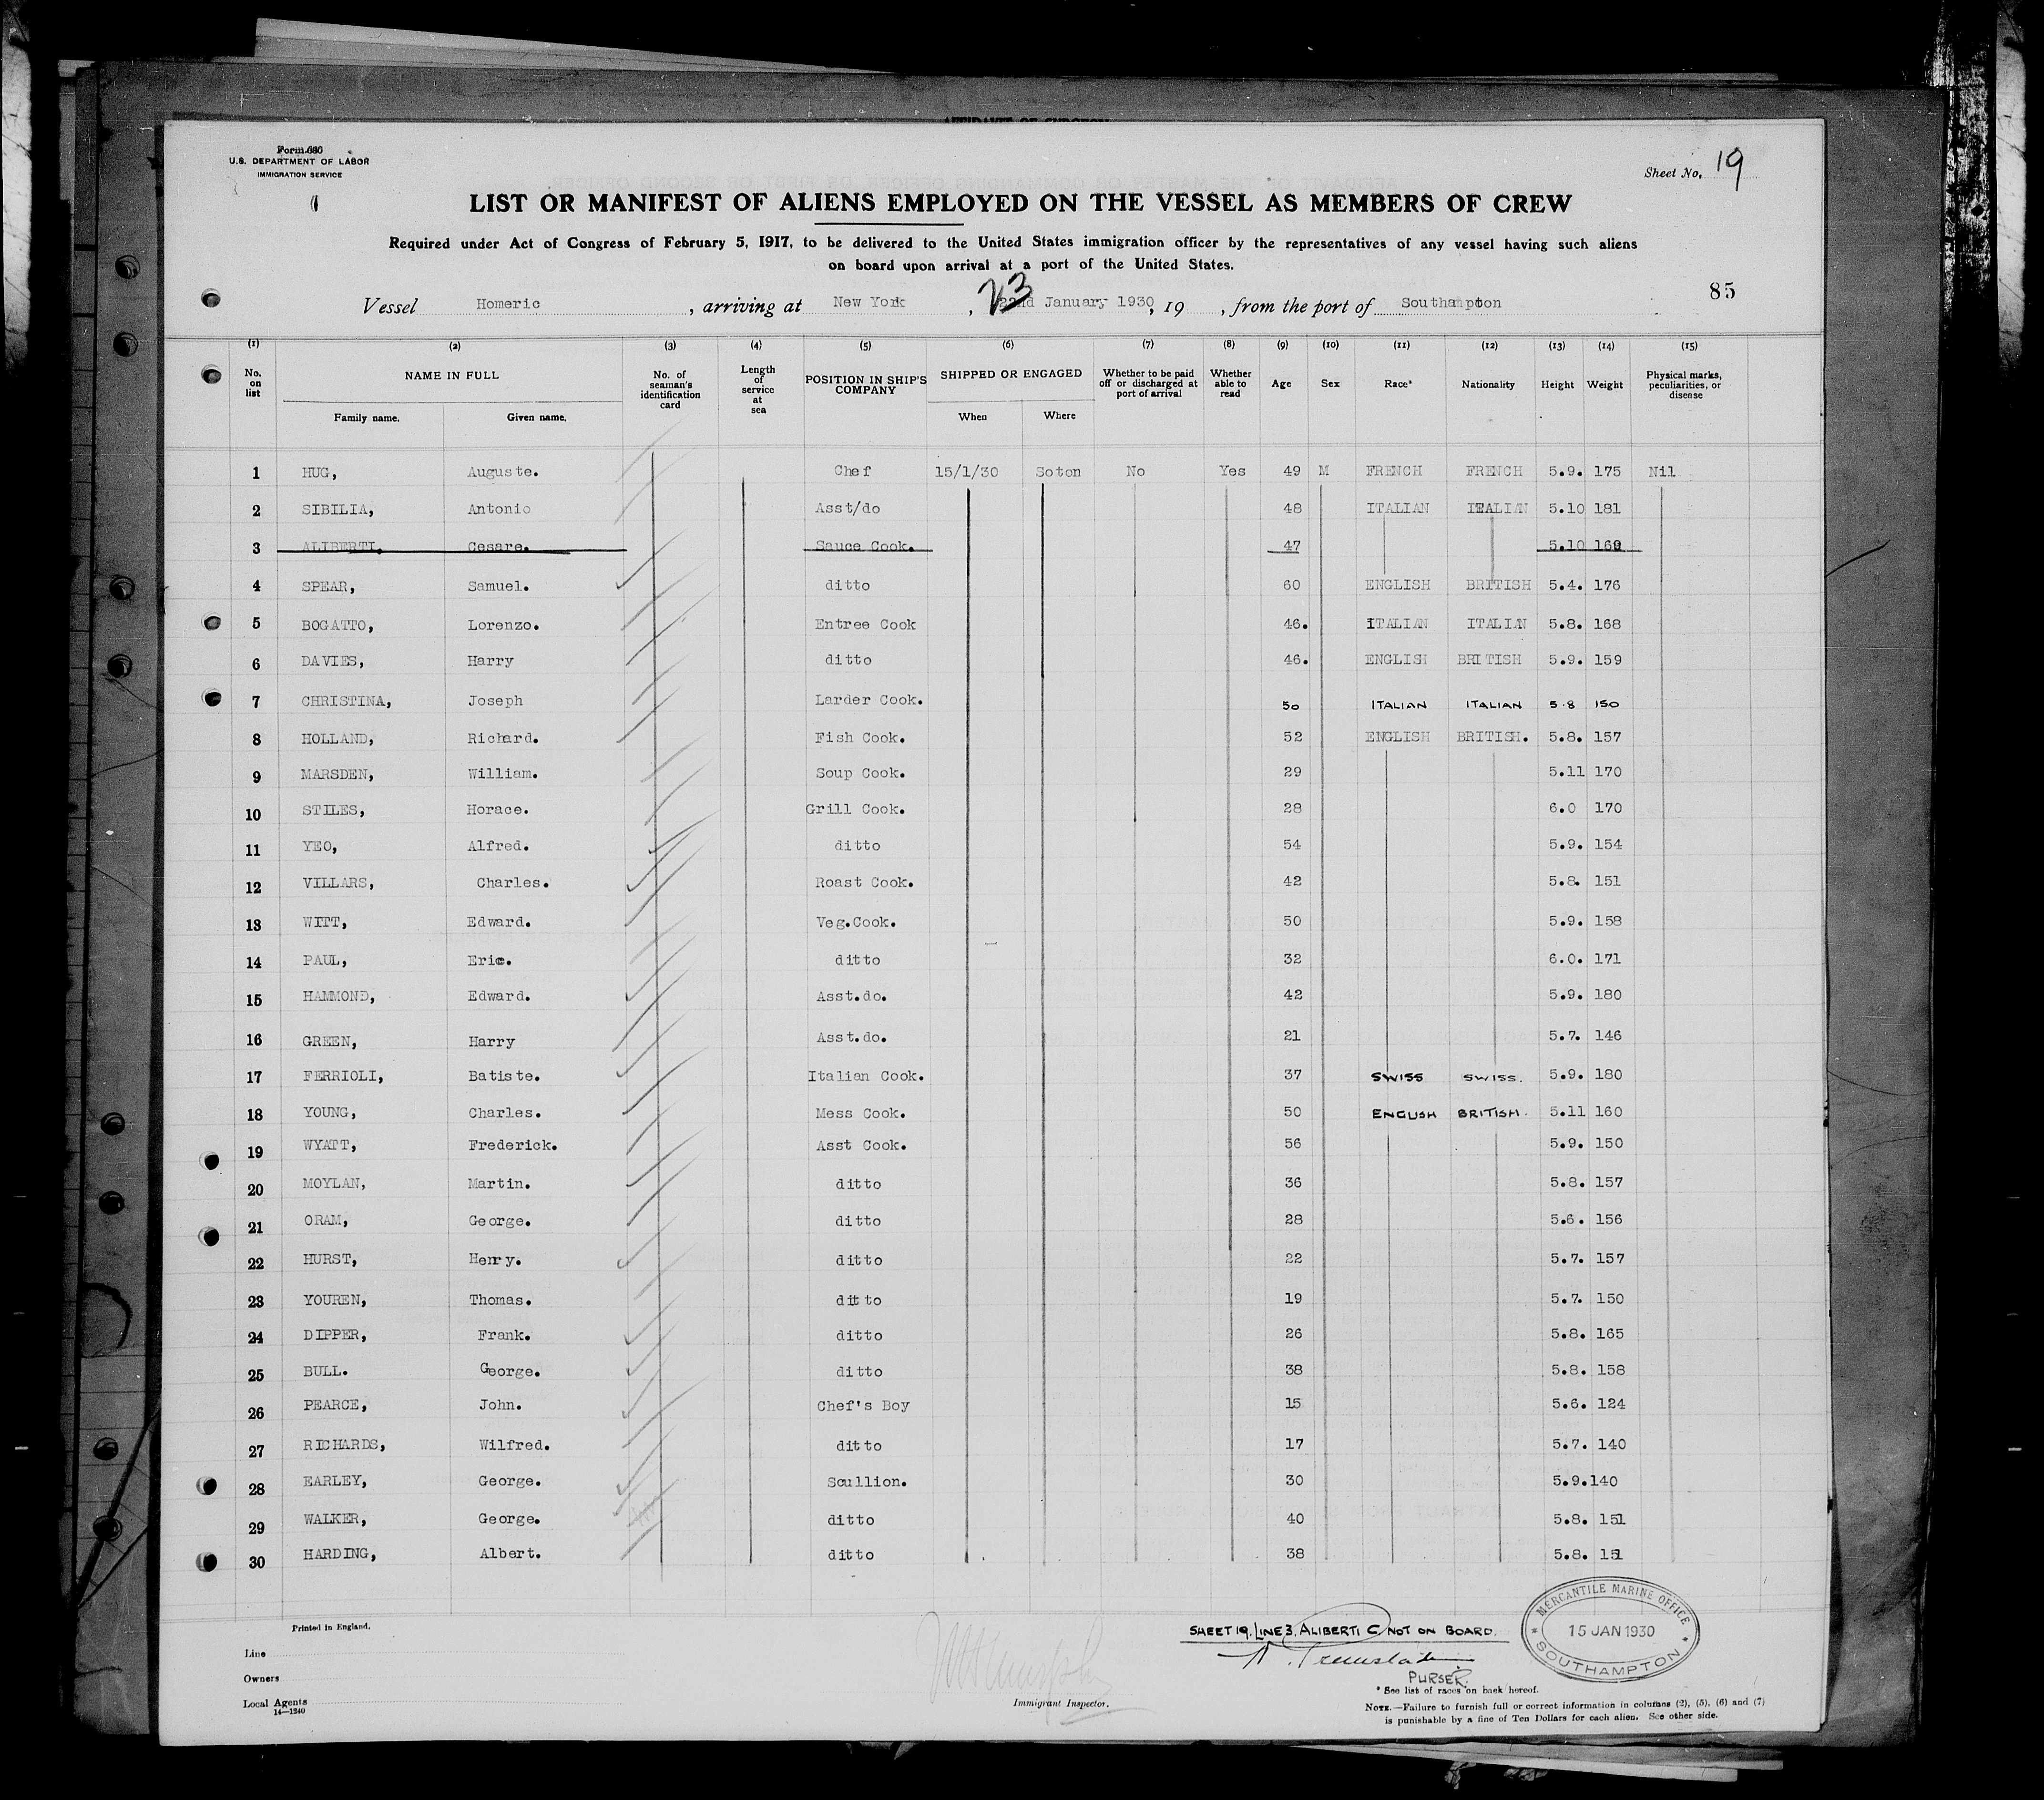 AFFIDAVIT OF SURGEON
Form 680
U.S. DEPARTMENT OF LABOR
IMMIGRATION SERVICE
Sheet No. 19
LIST OR MANIFEST OF ALIENS EMPLOYED ON THE VESSEL AS MEMBERS OF CREW
Required under Act of Congress of February 5, 1917, to be delivered to the United States immigration officer by the representatives of any vessel having such aliens
on board upon arrival at a port of the United States.
85
Vessel Homeric, arriving at New York, 23 22nd January 1930, 19 , from the port of Southampton
(1) (2) (3) (4) (5) (6) (7) (8) (9) (10) (11) (12) (13) (14) (15)
No. on list NAME IN FULL Family name. Given name. No. of seaman's identification card Length of service at sea POSITION IN SHIP'S COMPANY SHIPPED OR ENGAGED When Where Whether to be paid off or discharged at port of arrival Whether able to read Age Sex Race* Nationality Height Weight Physical marks, peculiarities, or disease
1 HUG, Auguste. Chef 15/1/30 Soton No Yes 49 M FRENCH FRENCH 5.9. 175 Nil
2 SIBILIA, Antonio Asst/do 48 ITALIAN ITALIAN 5.10 181
3 ALIBERTI, Cesare. Sauce Cook. 47 5.10 169
4 SPEAR, Samuel. ditto 60 ENGLISH BRITISH 5.4. 176
5 BOGATTO, Lorenzo. Entree Cook 46. ITALIAN ITALIAN 5.8. 168
6 DAVIES, Harry ditto 46. ENGLISH BRITISH 5.9. 159
7 CHRISTINA, Joseph Larder Cook. 50 ITALIAN ITALIAN 5.8 150
8 HOLLAND, Richard. Fish Cook. 52 ENGLISH BRITISH. 5.8. 157
9 MARSDEN, William. Soup Cook. 29 5.11 170
10 STILES, Horace. Grill Cook. 28 6.0 170
11 YEO, Alfred. ditto 54 5.9. 154
12 VILLARS, Charles. Roast Cook. 42 5.8. 151
13 WITT, Edward. Veg.Cook. 50 5.9. 158
14 PAUL, Eric. ditto 32 6.0. 171
15 HAMMOND, Edward. Asst.do. 42 5.9. 180
16 GREEN, Harry Asst.do. 21 5.7. 146
17 FERRIOLI, Batiste. Italian Cook. 37 SWISS SWISS. 5.9. 180
18 YOUNG, Charles. Mess Cook. 50 ENGLISH BRITISH. 5.11 160
19 WYATT, Frederick. Asst Cook. 56 5.9. 150
20 MOYLAN, Martin. ditto 36 5.8. 157
21 ORAM, George. ditto 28 5.6. 156
22 HURST, Henry. ditto 22 5.7. 157
23 YOUREN, Thomas. ditto 19 5.7. 150
24 DIPPER, Frank. ditto 26 5.8. 165
25 BULL. George. ditto 38 5.8. 158
26 PEARCE, John. Chef's Boy 15 5.6. 124
27 RICHARDS, Wilfred. ditto 17 5.7. 140
28 EARLEY, George. Scullion. 30 5.9.140
29 WALKER, George. ditto 40 5.8. 151
30 HARDING, Albert. ditto 38 5.8. 151
Printed in England.
Line
Owners
Local Agents
14—1240
Immigrant Inspector.
SHEET 19. LINE 3. ALIBERTI C. NOT ON BOARD.
PURSER.
MERCANTILE MARINE OFFICE
15 JAN 1930
SOUTHAMPTON
* See list of races on back hereof.
NOTE.—Failure to furnish full or correct information in columns (2), (5), (6) and (7)
is punishable by a fine of Ten Dollars for each alien. See other side.